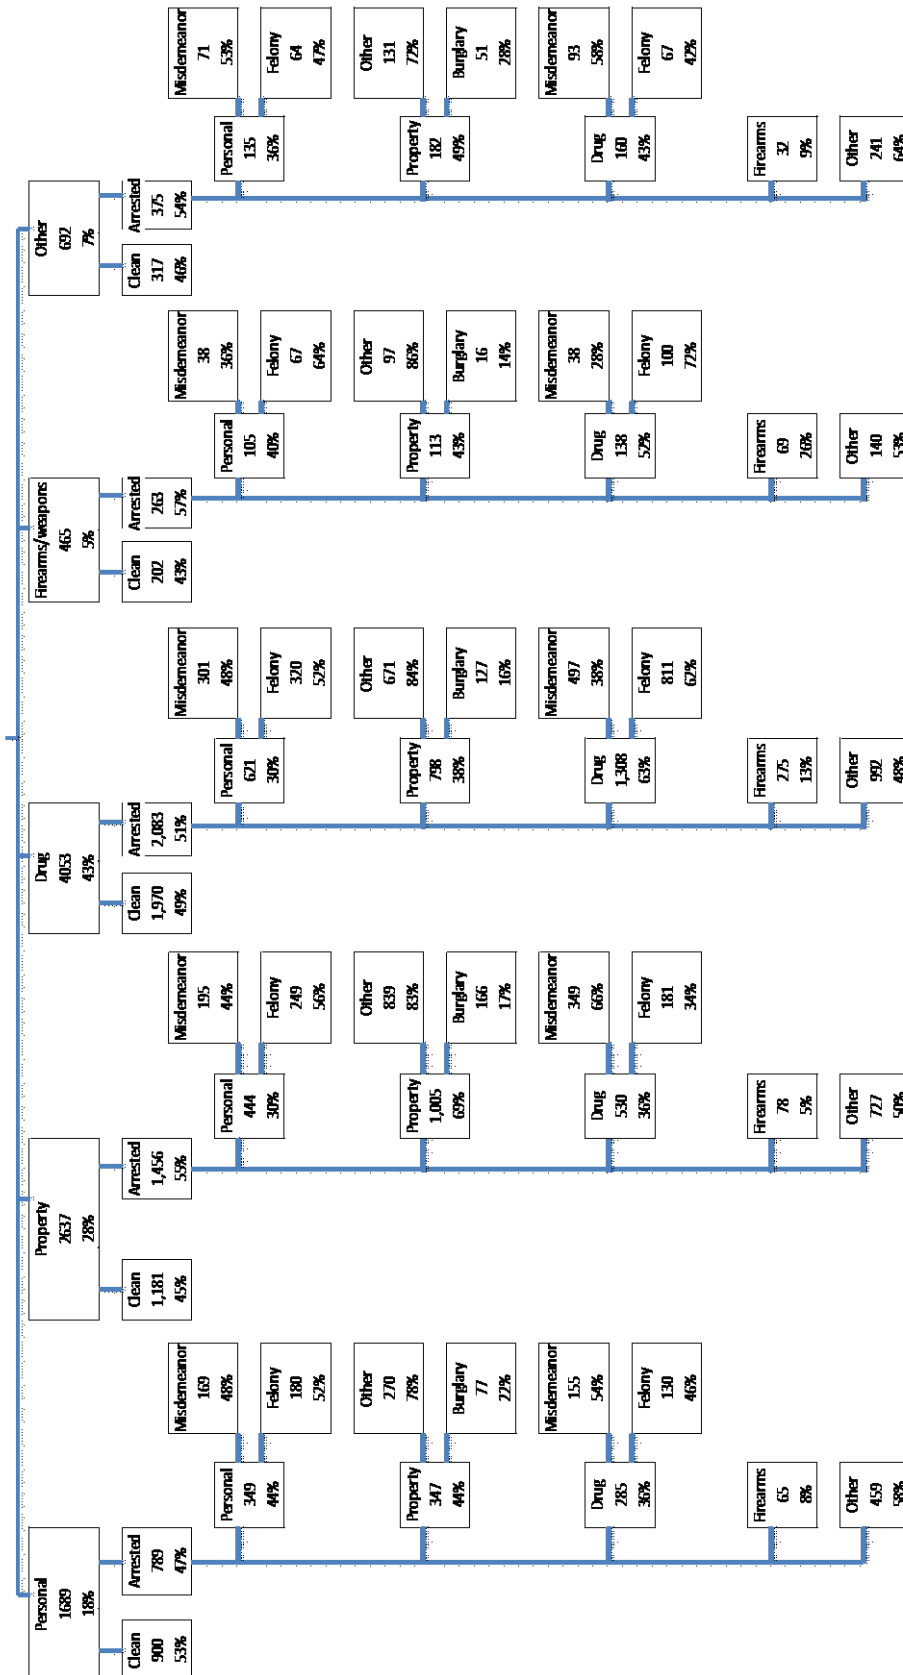 Personal
1689
18%
Clean
900
53%
Arrested
789
47%
Personal
349
44%
Misdemeanor
169
48%
Felony
180
52%
Property
347
44%
Other
270
78%
Burglary
77
22%
Drug
285
36%
Misdemeanor
155
54%
Felony
130
46%
Firearms
65
8%
Other
459
58%
Property
2637
28%
Clean
1,181
45%
Arrested
1,456
55%
Personal
444
30%
Misdemeanor
195
44%
Felony
249
56%
Property
1,005
69%
Other
839
83%
Burglary
166
17%
Drug
530
36%
Misdemeanor
349
66%
Felony
181
34%
Firearms
78
5%
Other
727
50%
Drug
4053
43%
Clean
1,970
49%
Arrested
2,083
51%
Personal
621
30%
Misdemeanor
301
48%
Felony
320
52%
Property
798
38%
Other
671
84%
Burglary
127
16%
Drug
1,308
63%
Misdemeanor
497
38%
Felony
811
62%
Firearms
275
13%
Other
992
48%
Firearms/weapons
465
5%
Clean
202
43%
Arrested
263
57%
Personal
105
40%
Misdemeanor
38
36%
Felony
67
64%
Property
113
43%
Other
97
86%
Burglary
16
14%
Drug
138
52%
Misdemeanor
38
28%
Felony
100
72%
Firearms
69
26%
Other
140
53%
Other
692
7%
Clean
317
46%
Arrested
375
54%
Personal
135
36%
Misdemeanor
71
53%
Felony
64
47%
Property
182
49%
Other
131
72%
Burglary
51
28%
Drug
160
43%
Misdemeanor
93
58%
Felony
67
42%
Firearms
32
9%
Other
241
64%